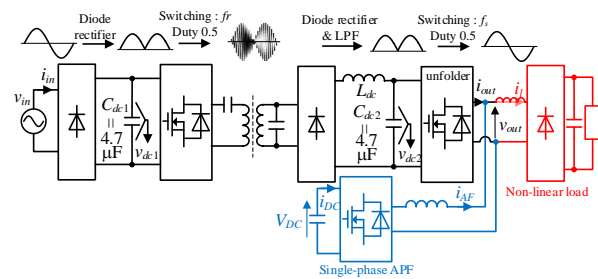 Diode
rectifier
Switching : fr
Duty 0.5
Diode rectifier
& LPF
Switching : fs
Duty 0.5
iin
vin
Cdc1
=
4.7
μF
vdc1
Ldc
Cdc2
=
4.7
μF
vdc2
unfolder
iout
il
vout
Non-linear load
VDC
iDC
iAF
Single-phase APF